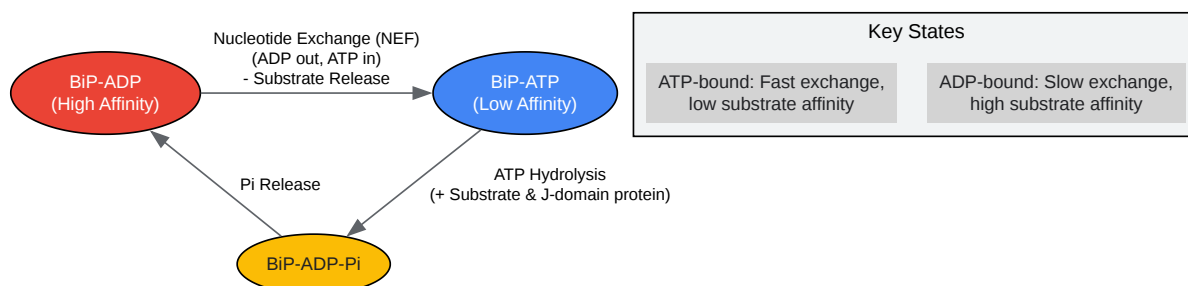 Nucleotide Exchange (NEF)
(ADP out, ATP in)
- Substrate Release
BiP-ADP
(High Affinity)
BiP-ATP
(Low Affinity)
ATP Hydrolysis
(+ Substrate & J-domain protein)
Pi Release
BiP-ADP-Pi
Key States
ATP-bound: Fast exchange,
low substrate affinity
ADP-bound: Slow exchange,
high substrate affinity